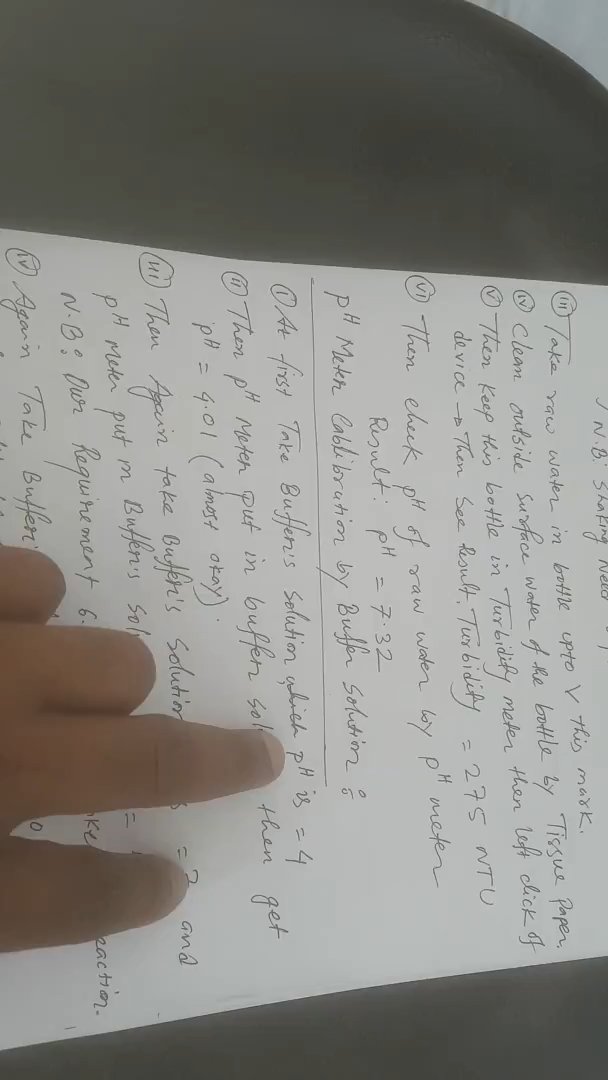 N.B. Shaking Need
(iii) Take raw water in bottle upto V this mark.
(iv) Clean outside surface water of the bottle by Tissue Paper.
(v) Then keep this bottle in Turbidity meter then left click of
device → Then See Result. Turbidity = 275 NTU
(vi) Then check pH of raw water by pH meter
Result: pH = 7.32
pH Meter Callibration by Buffer Solution:
(i) At first Take Buffer's Solution which pH is = 4
(ii) Then pH Meter put in buffer sol then get
pH = 4.01 (almost okay).
(iii) Then Again take Buffer's Solution = 7 and
pH meter put in Buffer's Sol =
N.B: Our Requirement 6. eaction.
(iv) Again Take Buffer